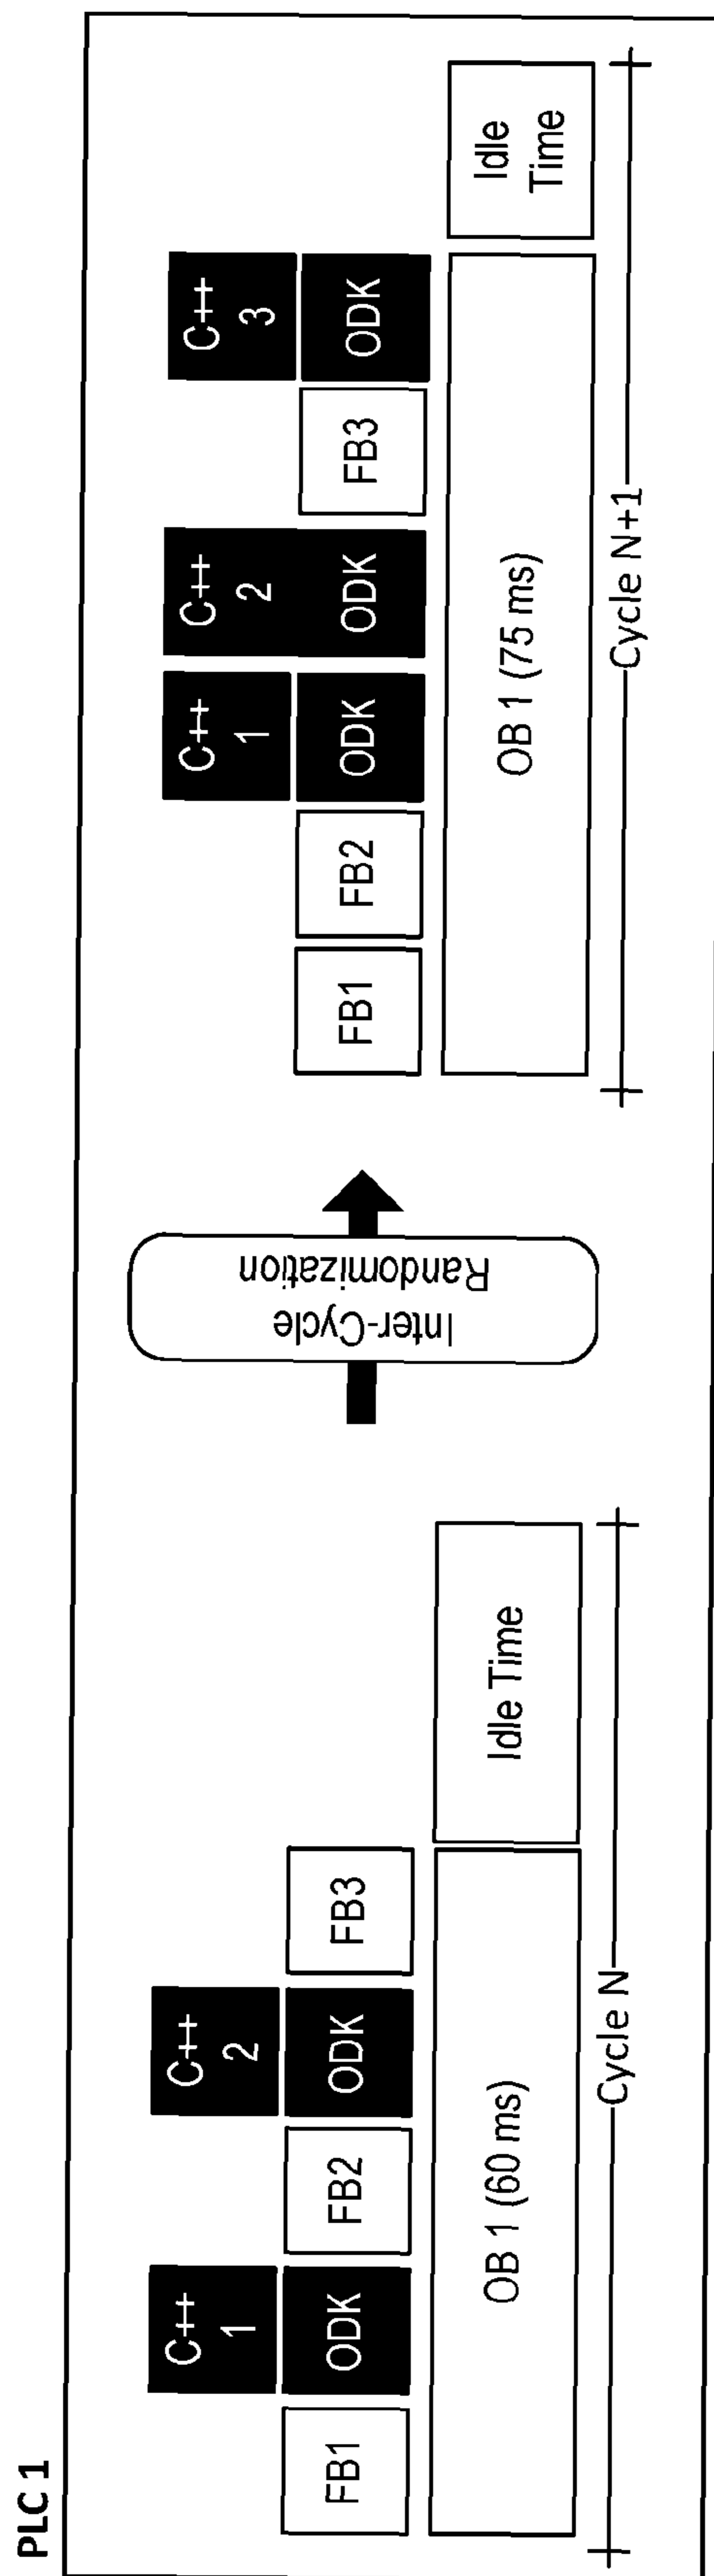 PLC 1
FB1
C++
1
ODK
FB2
C++
2
ODK
FB3
OB 1 (60 ms)
Idle Time
Cycle N
Inter-Cycle
Randomization
FB1
FB2
C++
1
ODK
C++
2
ODK
FB3
C++
3
ODK
OB 1 (75 ms)
Idle
Time
Cycle N+1